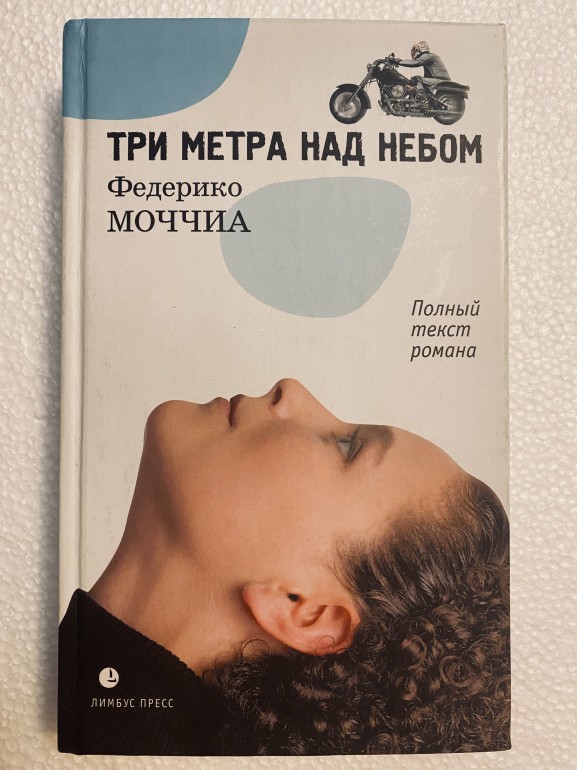 ТРИ МЕТРА НАД НЕБОМ
Федерико
МОЧЧИА
Полный
текст
романа
ЛИМБУС ПРЕСС